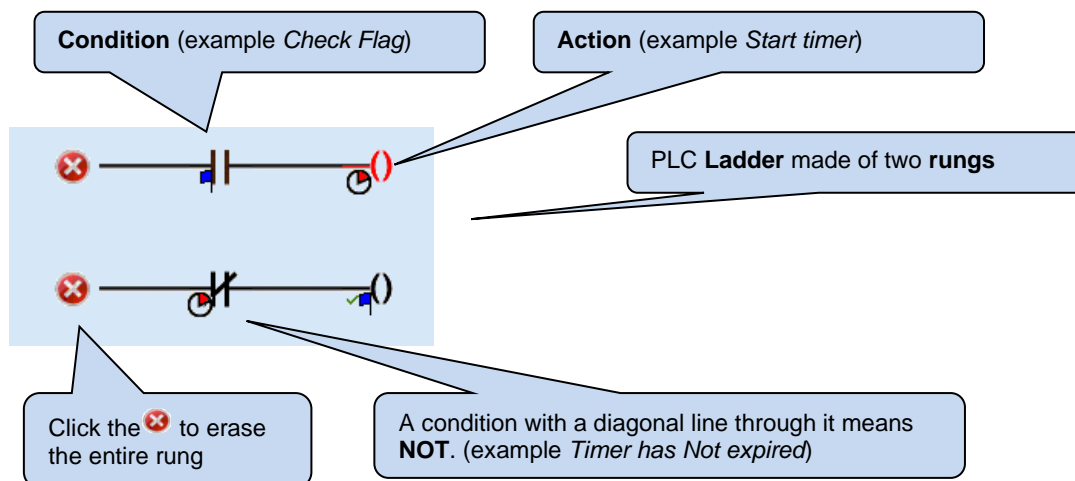 Condition (example Check Flag)
Action (example Start timer)
PLC Ladder made of two rungs
Click the to erase
the entire rung
A condition with a diagonal line through it means
NOT. (example Timer has Not expired)